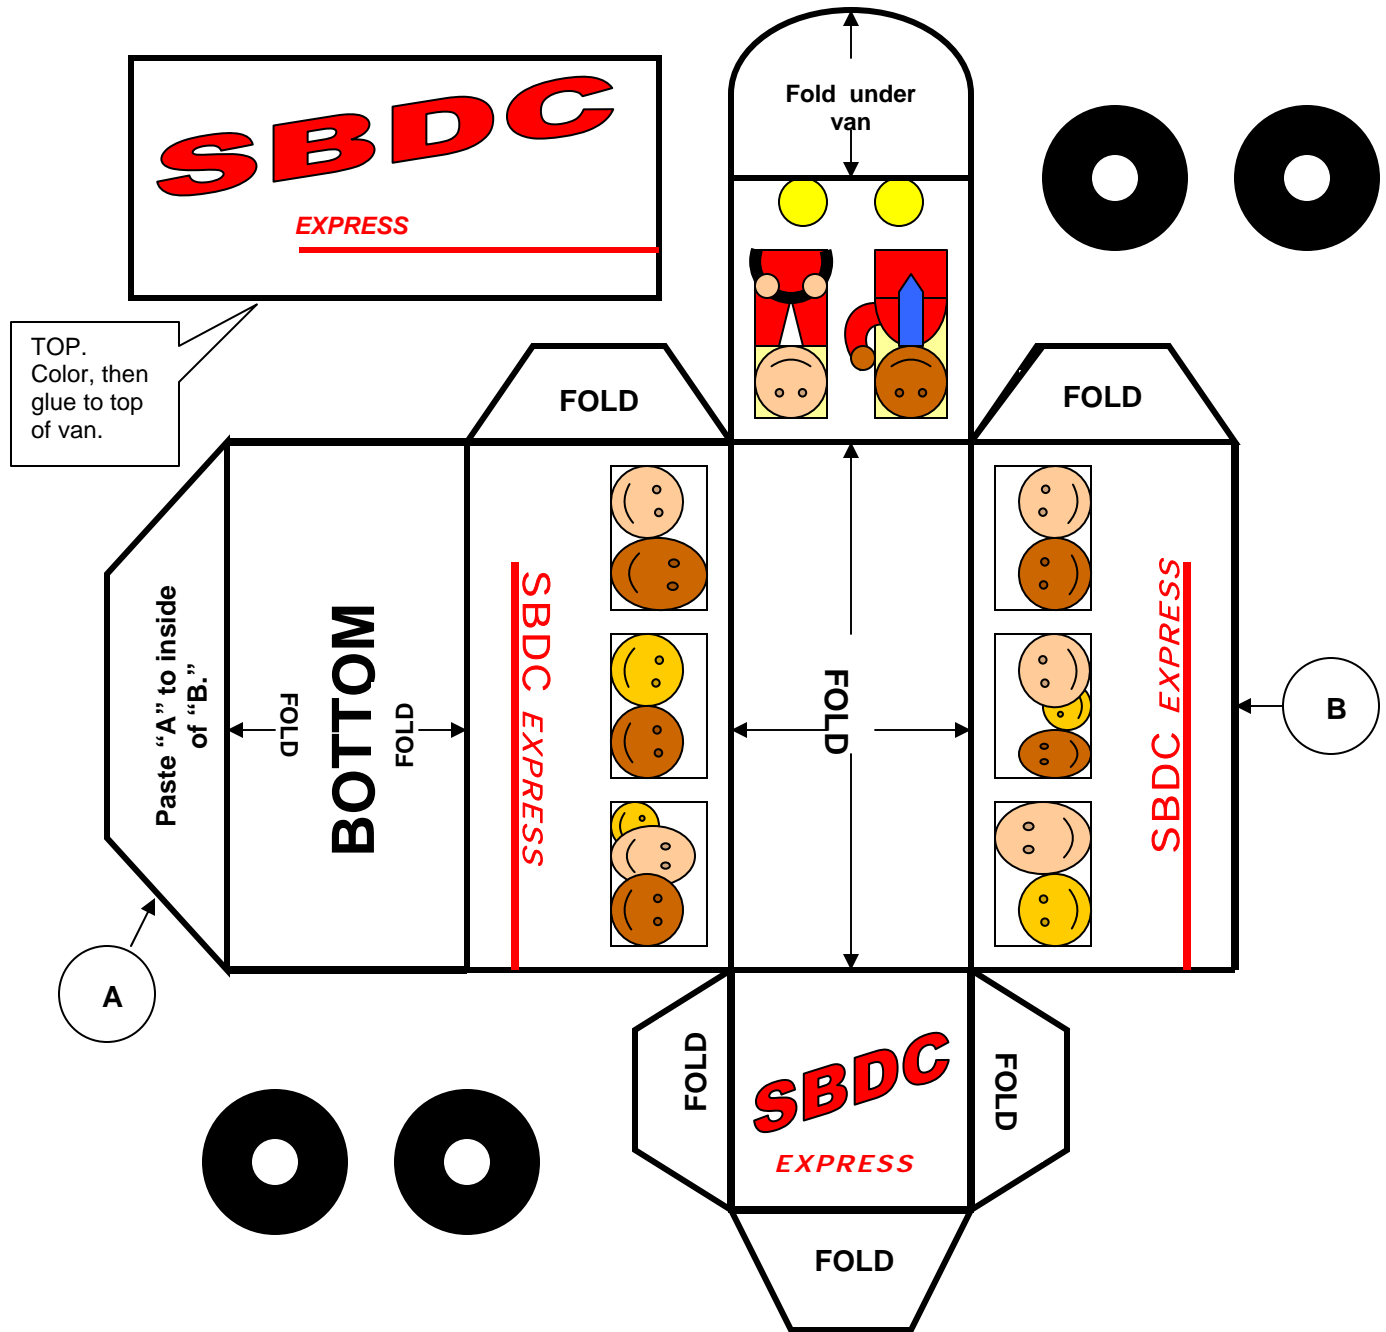 SBDC
EXPRESS
Fold under
van
TOP.
Color, then
glue to top
of van.
FOLD
FOLD
Paste “A” to inside
of “B.”
FOLD
BOTTOM
FOLD
SBDC EXPRESS
FOLD
SBDC EXPRESS
B
A
FOLD
SBDC
EXPRESS
FOLD
FOLD